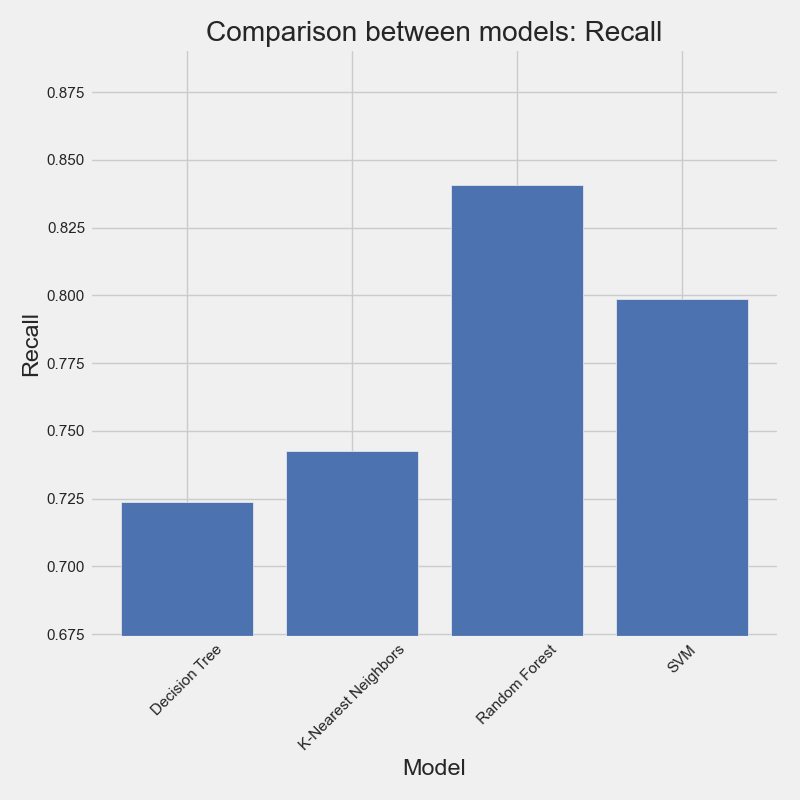 Comparison between models: Recall
0.875
0.850
0.825
0.800
0.775
0.750
0.725
0.700
0.675
Recall
Decision Tree
K-Nearest Neighbors
Random Forest
SVM
Model